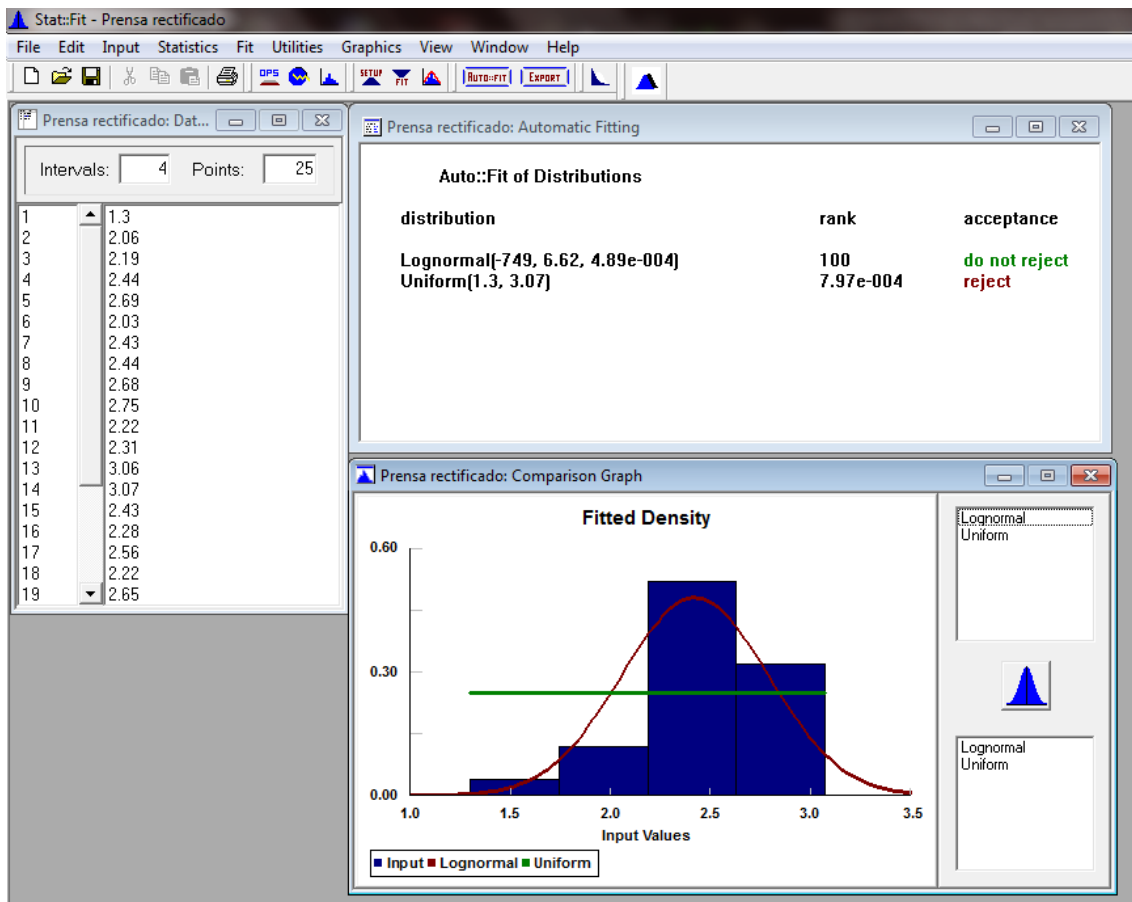 Stat::Fit - Prensa rectificado
File Edit Input Statistics Fit Utilities Graphics View Window Help
OPS SETUP FIT AUTO::FIT EXPORT
Prensa rectificado: Dat...
Intervals: 4 Points: 25
1 1.3
2 2.06
3 2.19
4 2.44
5 2.69
6 2.03
7 2.43
8 2.44
9 2.68
10 2.75
11 2.22
12 2.31
13 3.06
14 3.07
15 2.43
16 2.28
17 2.56
18 2.22
19 2.65
Prensa rectificado: Automatic Fitting
Auto::Fit of Distributions
distribution rank acceptance
Lognormal(-749, 6.62, 4.89e-004) 100 do not reject
Uniform(1.3, 3.07) 7.97e-004 reject
Prensa rectificado: Comparison Graph
Fitted Density
0.60
0.30
0.00
1.0 1.5 2.0 2.5 3.0 3.5
Input Values
Input Lognormal Uniform
Lognormal
Uniform
Lognormal
Uniform